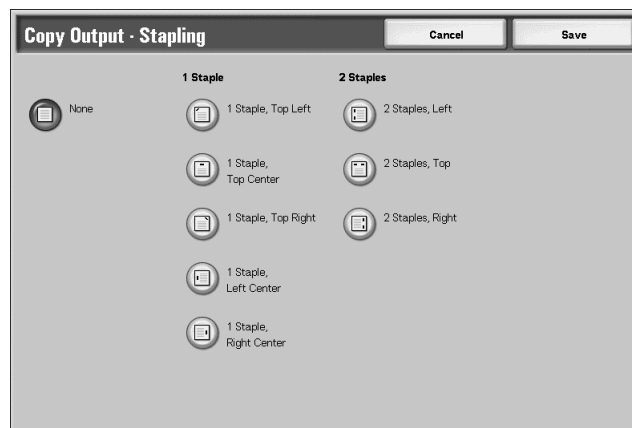 Copy Output - Stapling
Cancel
Save
1 Staple
2 Staples
None
1 Staple, Top Left
2 Staples, Left
1 Staple,
Top Center
2 Staples, Top
1 Staple, Top Right
2 Staples, Right
1 Staple,
Left Center
1 Staple,
Right Center